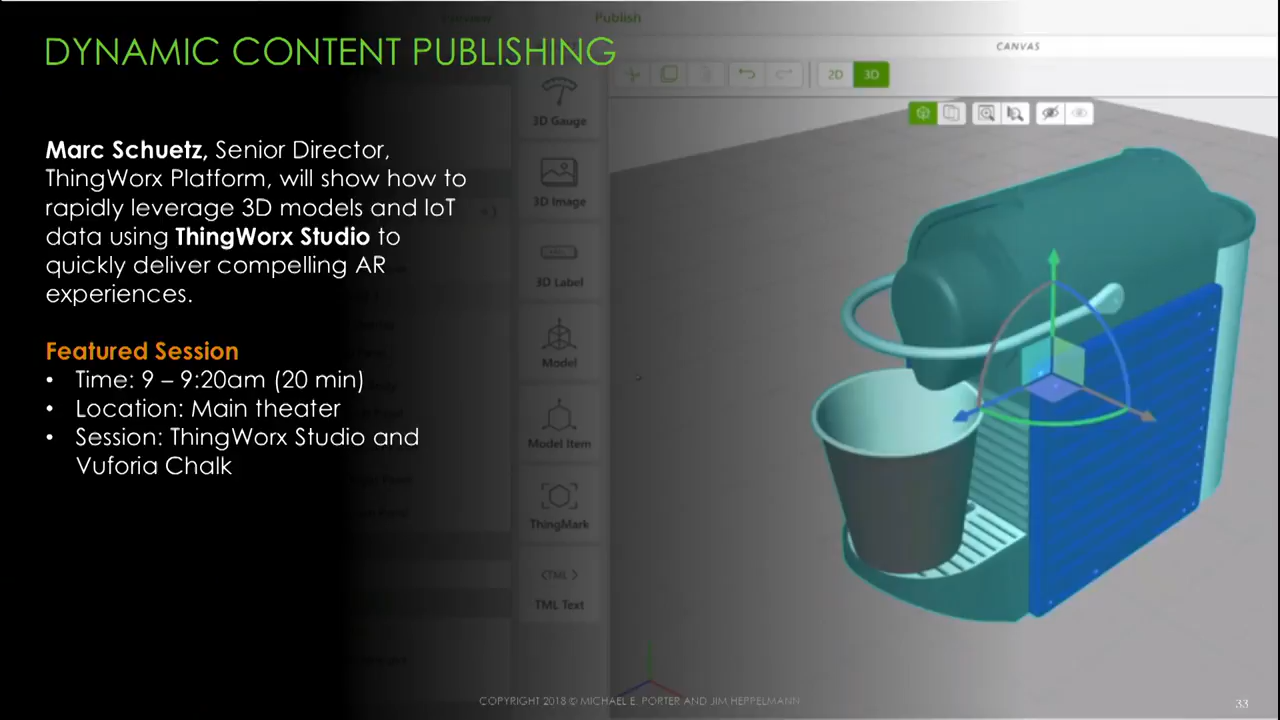 Publish
DYNAMIC CONTENT PUBLISHING
CANVAS
2D 3D
3D Gauge
Marc Schuetz, Senior Director,
ThingWorx Platform, will show how to
rapidly leverage 3D models and IoT
data using ThingWorx Studio to
quickly deliver compelling AR
experiences.
3D Image
3D Label
Featured Session
• Time: 9 – 9:20am (20 min)
• Location: Main theater
• Session: ThingWorx Studio and
Vuforia Chalk
Model
Model Item
ThingMark
<TML>
TML Text
COPYRIGHT 2018 © MICHAEL E. PORTER AND JIM HEPPELMANN
33